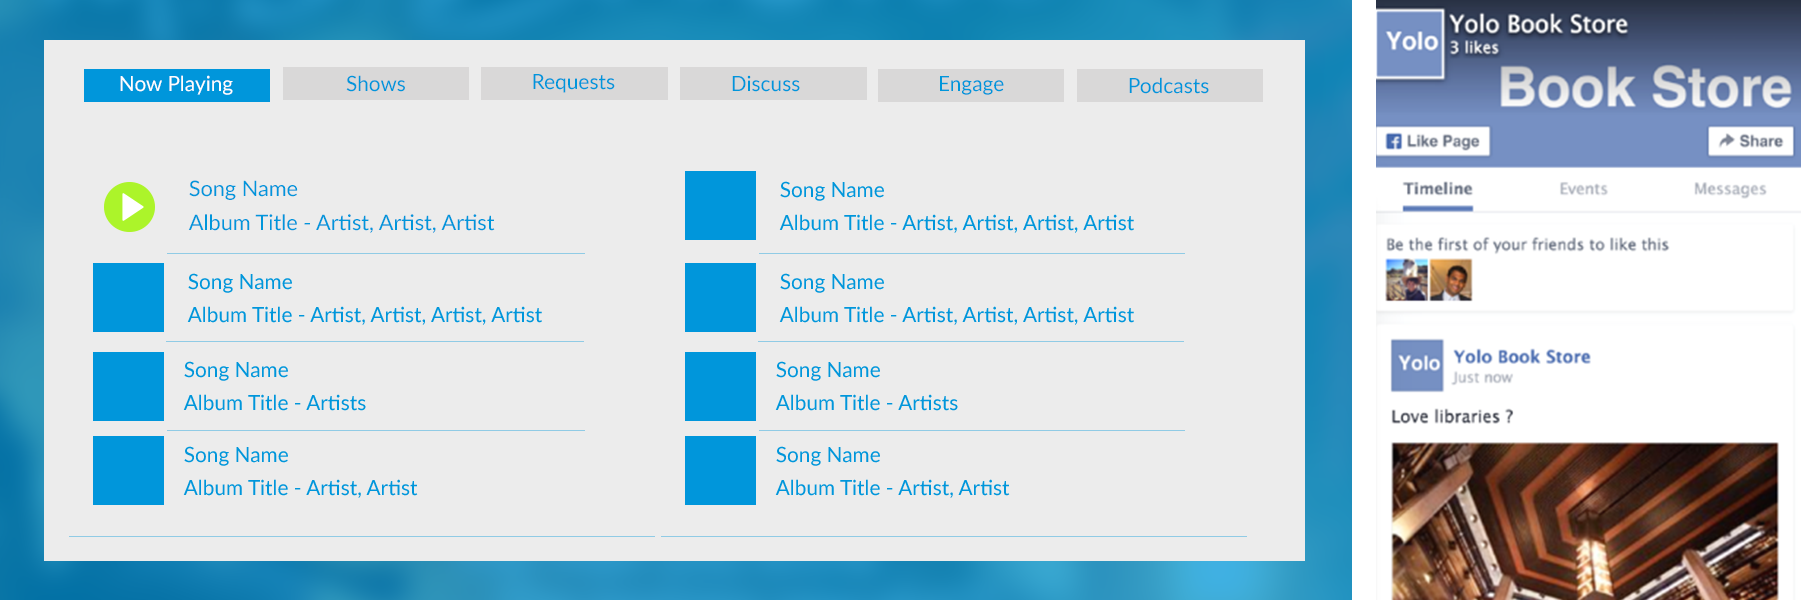 Now Playing
Shows
Requests
Discuss
Engage
Podcasts
Song Name
Album Title - Artist, Artist, Artist
Song Name
Album Title - Artist, Artist, Artist, Artist
Song Name
Album Title - Artists
Song Name
Album Title - Artist, Artist
Song Name
Album Title - Artist, Artist, Artist, Artist
Song Name
Album Title - Artist, Artist, Artist, Artist
Song Name
Album Title - Artists
Song Name
Album Title - Artist, Artist
Yolo
Yolo Book Store
3 likes
Book Store
Like Page
Share
Timeline
Events
Messages
Be the first of your friends to like this
Yolo
Yolo Book Store
Just now
Love libraries ?